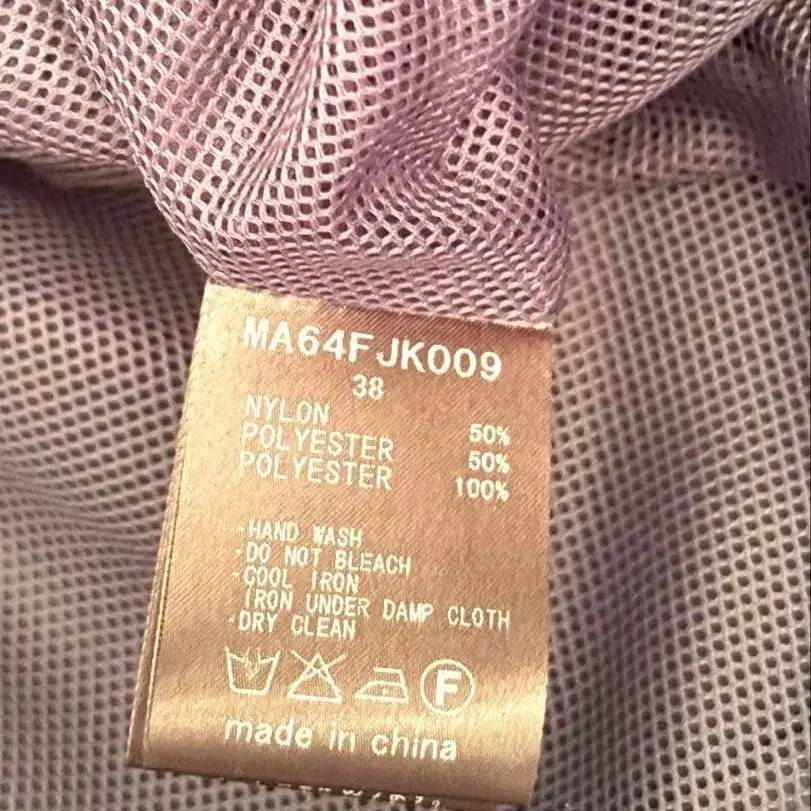 MA64FJK009
38
NYLON 50%
POLYESTER 50%
POLYESTER 100%
-HAND WASH
-DO NOT BLEACH
-COOL IRON
IRON UNDER DAMP CLOTH
-DRY CLEAN
F
made in china